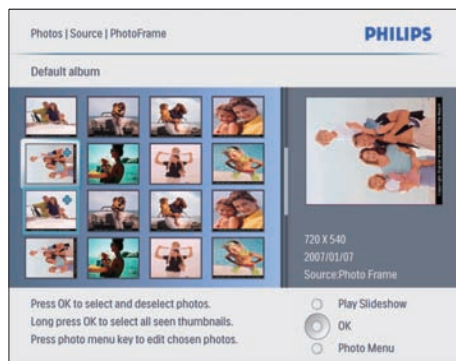 Photos | Source | PhotoFrame
PHILIPS
Default album
720 X 540
2007/01/07
Source:Photo Frame
Press OK to select and deselect photos.
Long press OK to select all seen thumbnails.
Press photo menu key to edit chosen photos.
Play Slideshow
OK
Photo Menu